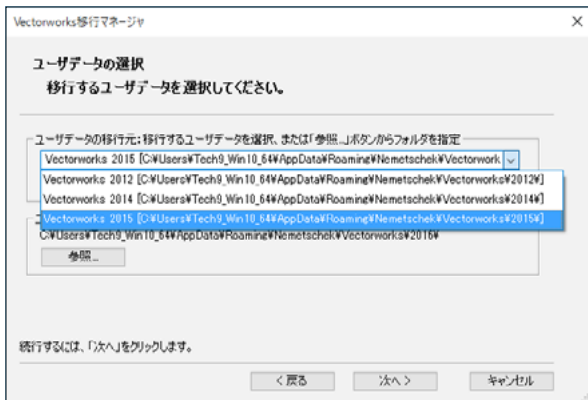 Vectorworks移行マネージャ
ユーザデータの選択
移行するユーザデータを選択してください。
ユーザデータの移行元:移行するユーザデータを選択、または「参照...」ボタンからフォルダを指定
Vectorworks 2015 [C:¥Users¥Tech9_Win10_64¥AppData¥Roaming¥Nemetschek¥Vectorwork
Vectorworks 2012 [C:¥Users¥Tech9_Win10_64¥AppData¥Roaming¥Nemetschek¥Vectorworks¥2012¥]
Vectorworks 2014 [C:¥Users¥Tech9_Win10_64¥AppData¥Roaming¥Nemetschek¥Vectorworks¥2014¥]
Vectorworks 2015 [C:¥Users¥Tech9_Win10_64¥AppData¥Roaming¥Nemetschek¥Vectorworks¥2015¥]
C:¥Users¥Tech9_Win10_64¥AppData¥Roaming¥Nemetschek¥Vectorworks¥2016¥
参照...
続行するには、「次へ」をクリックします。
< 戻る
次へ >
キャンセル